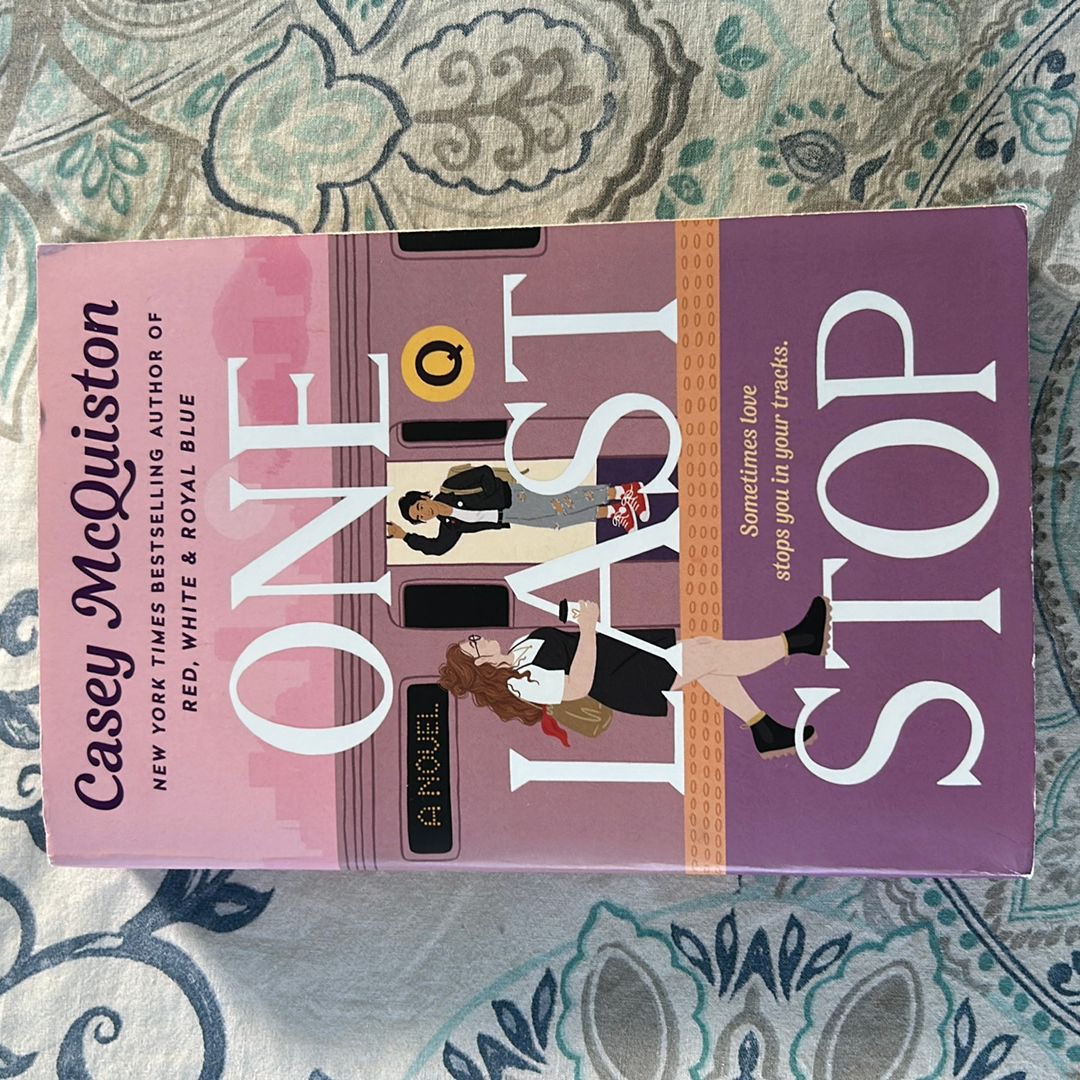 Casey McQuiston
NEW YORK TIMES BESTSELLING AUTHOR OF
RED, WHITE & ROYAL BLUE
ONE
A NOVEL
Q
LAST
Sometimes love
stops you in your tracks.
STOP